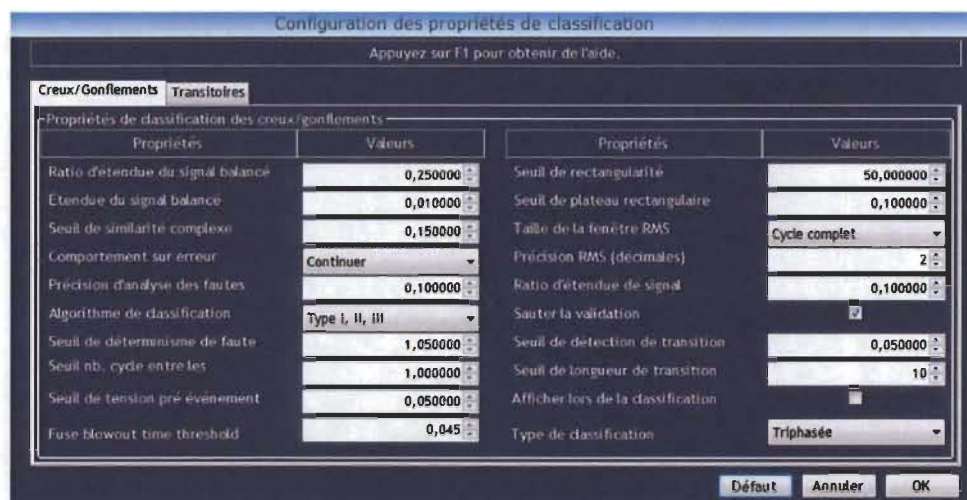 Configuration des propriétés de classification
Appuyez sur F1 pour obtenir de l'aide.
Creux/Gonflements Transitoires
Propriétés de classification des creux/gonflements
Propriétés Valeurs Propriétés Valeurs
Ratio d'étendue du signal balancé 0,250000 Seuil de rectangularité 50,000000
Etendue du signal balancé 0,010000 Seuil de plateau rectangulaire 0,100000
Seuil de similarité complexe 0,150000 Taille de la fenêtre RMS Cycle complet
Comportement sur erreur Continuer Précision RMS (décimales) 2
Précision d'analyse des fautes 0,100000 Ratio d'étendue de signal 0,100000
Algorithme de classification Type I, II, III Sauter la validation
Seuil de déterminisme de faute 1,050000 Seuil de détection de transition 0,050000
Seuil nb. cycle entre les 1,000000 Seuil de longueur de transition 10
Seuil de tension pré événement 0,050000 Afficher lors de la classification
Fuse blowout time threshold 0,045 Type de classification Triphasée
Défaut Annuler OK